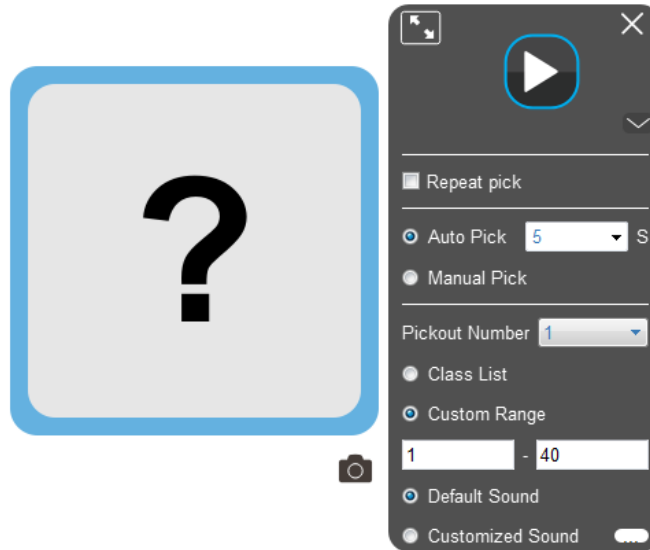 ?
Repeat pick
Auto Pick 5 S
Manual Pick
Pickout Number 1
Class List
Custom Range
1 - 40
Default Sound
Customized Sound ...